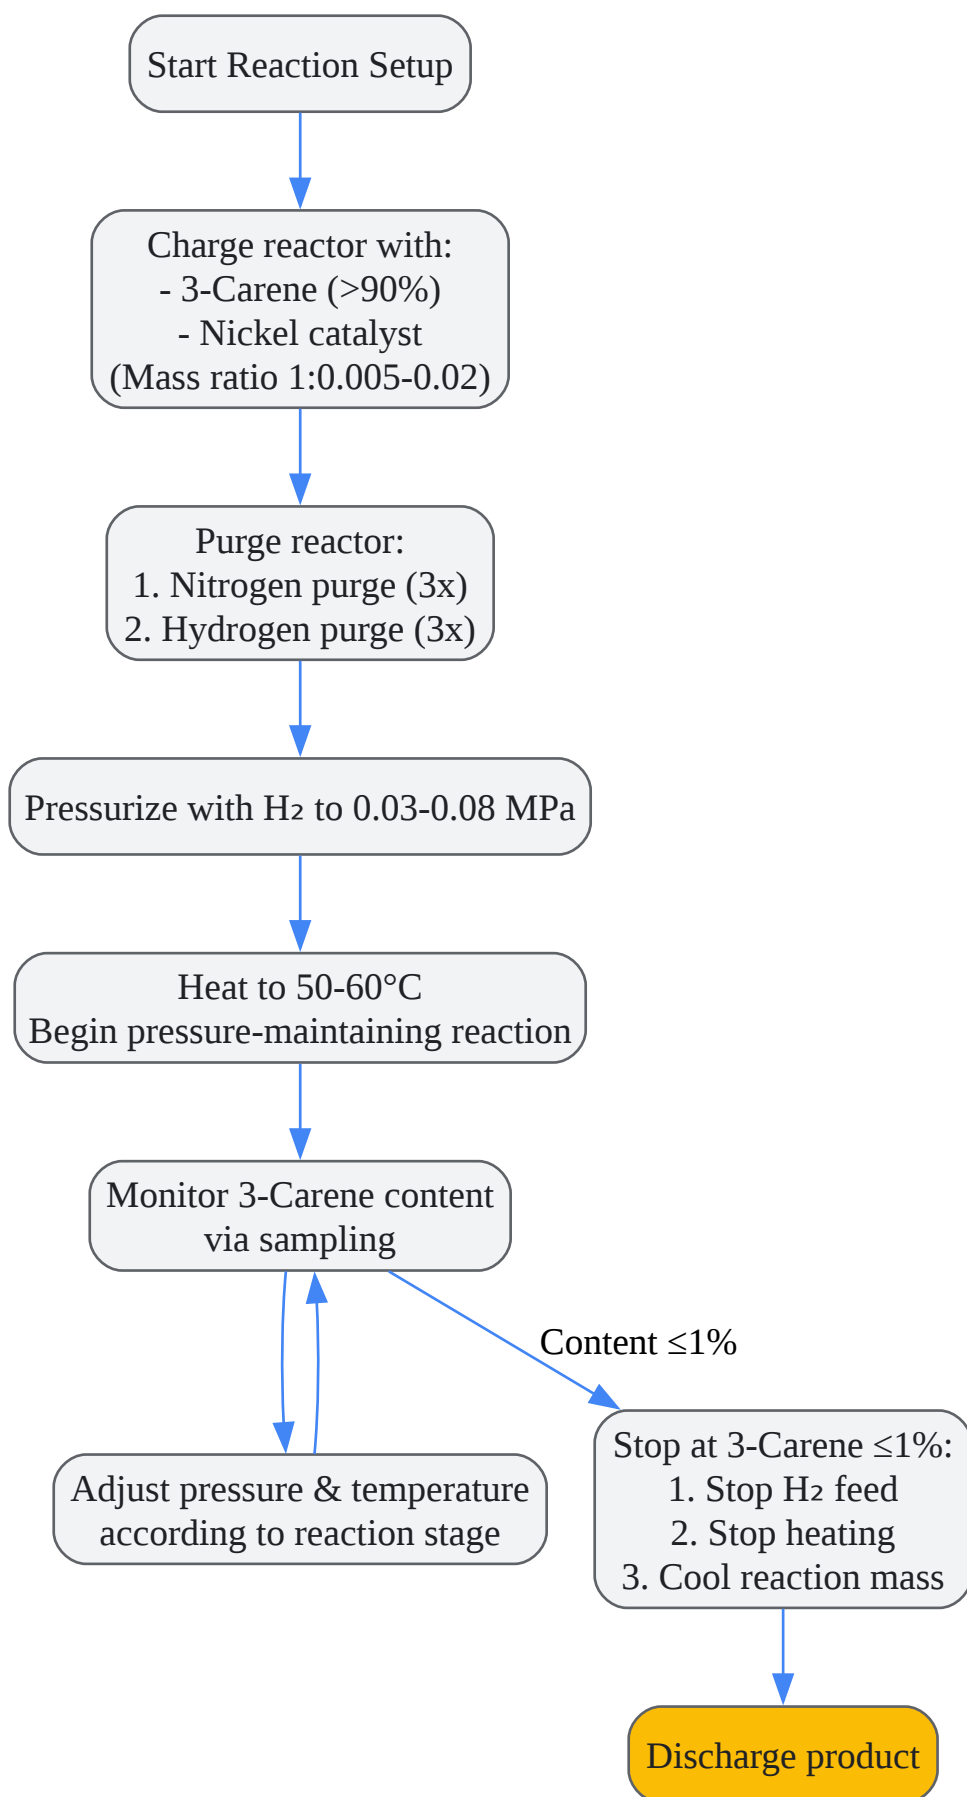 Start Reaction Setup
Charge reactor with:
- 3-Carene (>90%)
- Nickel catalyst
(Mass ratio 1:0.005-0.02)
Purge reactor:
1. Nitrogen purge (3x)
2. Hydrogen purge (3x)
Pressurize with H₂ to 0.03-0.08 MPa
Heat to 50-60°C
Begin pressure-maintaining reaction
Monitor 3-Carene content
via sampling
Content ≤1%
Adjust pressure & temperature
according to reaction stage
Stop at 3-Carene ≤1%:
1. Stop H₂ feed
2. Stop heating
3. Cool reaction mass
Discharge product